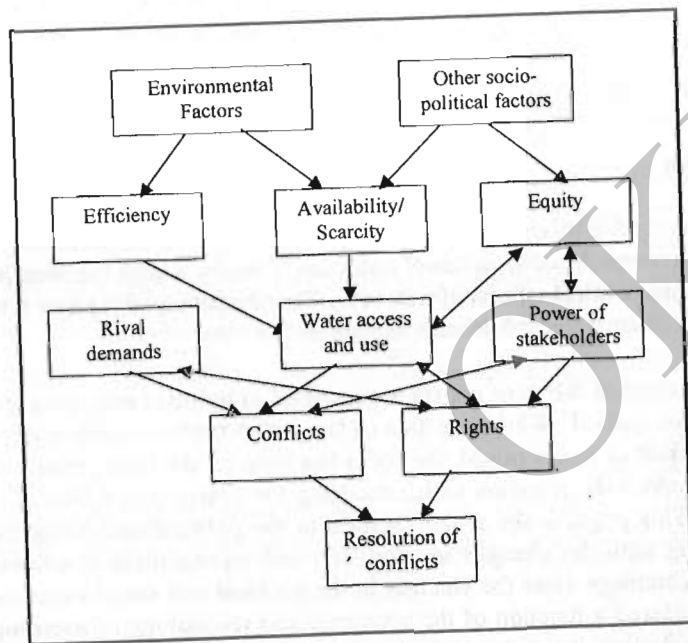 Environmental
Factors
Other socio-
political factors
Efficiency
Availability/
Scarcity
Equity
Rival
demands
Water access
and use
Power of
stakeholders
Conflicts
Rights
Resolution of
conflicts